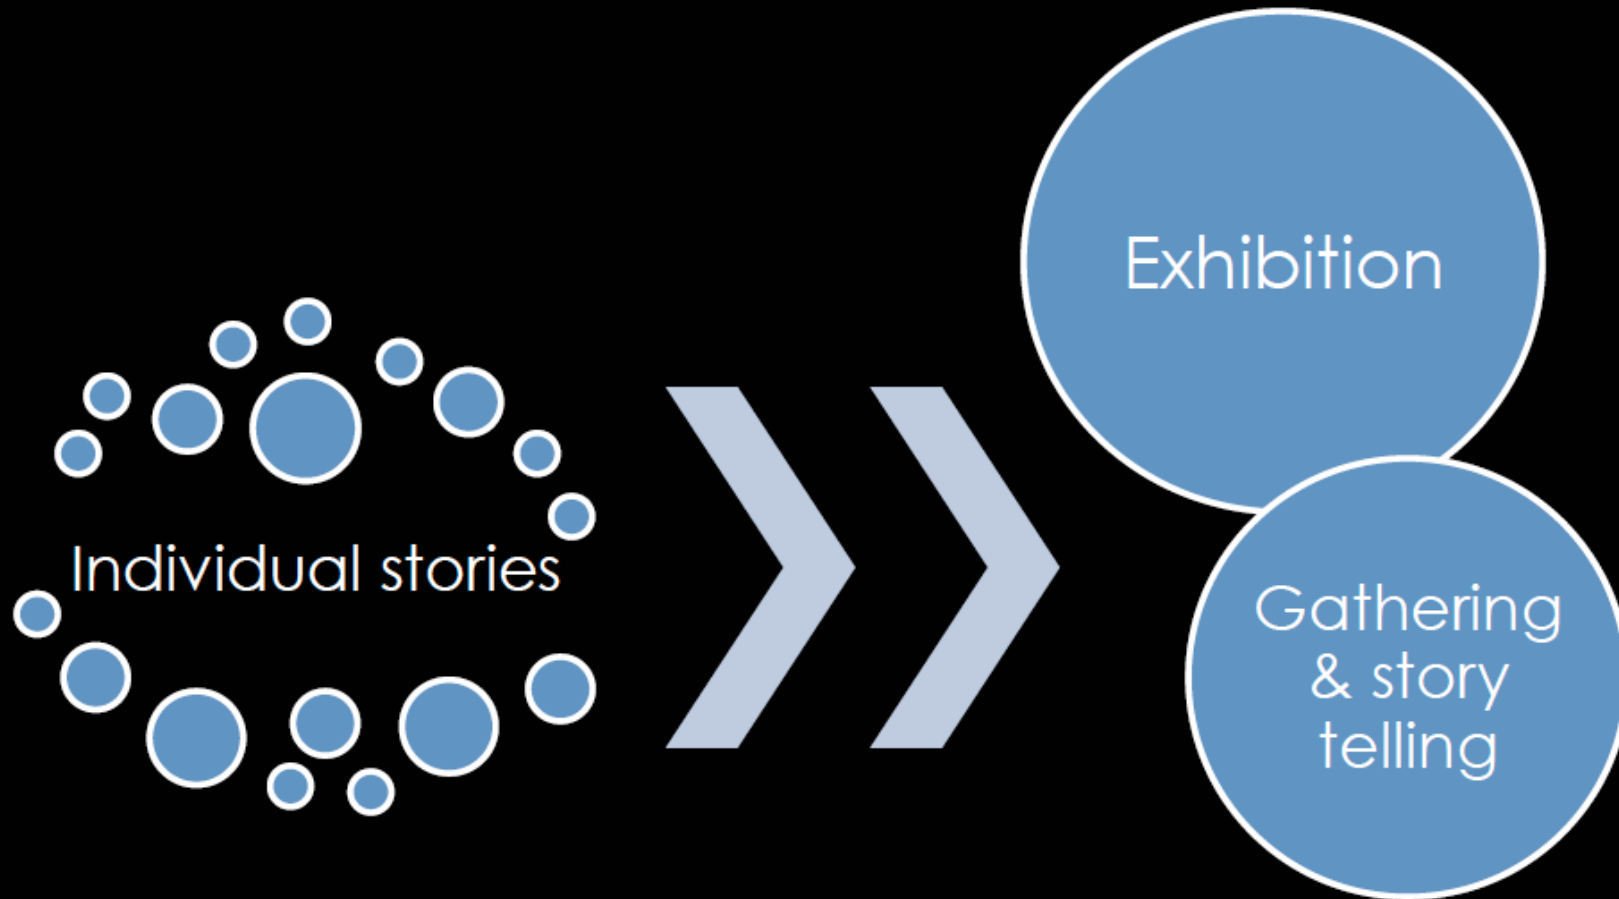 Individual stories
Exhibition
Gathering
& story
telling